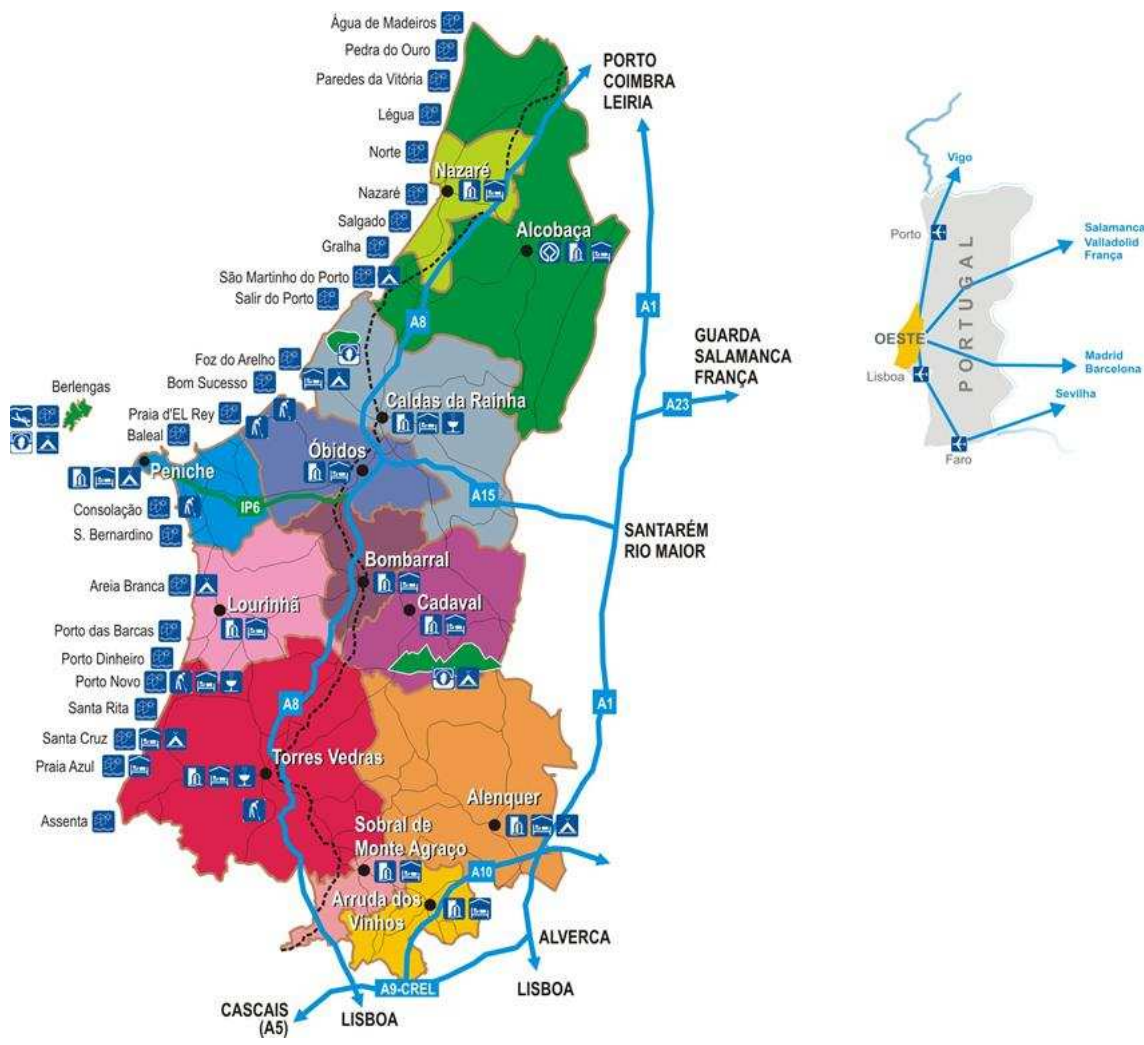 Água de Madeiros
Pedra do Ouro
Paredes da Vitória
Légua
Norte
Nazaré
Nazaré
Salgado
Gralha
Alcobaça
São Martinho do Porto
Salir do Porto
PORTO
COIMBRA
LEIRIA
A8
A1
GUARDA
SALAMANCA
FRANÇA
A23
Foz do Arelho
Bom Sucesso
Berlengas
Praia d'EL Rey
Baleal
Caldas da Raínha
Óbidos
Peniche
IP6
A15
Consolação
S. Bernardino
SANTARÉM
RIO MAIOR
Bombarral
Areia Branca
Lourinhã
Cadaval
Porto das Barcas
Porto Dinheiro
Porto Novo
Santa Rita
A8
A1
Santa Cruz
Praia Azul
Torres Vedras
Assenta
Alenquer
Sobral de
Monte Agraço
A10
Arruda dos
Vinhos
ALVERCA
A9-CREL
LISBOA
CASCAIS
(A5)
LISBOA
Vigo
Porto
Salamanca
Valladolid
França
PORTUGAL
OESTE
Lisboa
Madrid
Barcelona
Sevilha
Faro